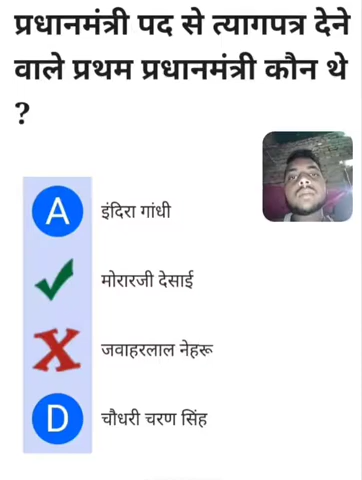 प्रधानमंत्री पद से त्यागपत्र देने
वाले प्रथम प्रधानमंत्री कौन थे
?
A इंदिरा गांधी
मोरारजी देसाई
जवाहरलाल नेहरू
D चौधरी चरण सिंह